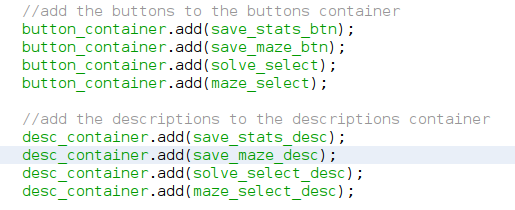 //add the buttons to the buttons container
button_container.add(save_stats_btn);
button_container.add(save_maze_btn);
button_container.add(solve_select);
button_container.add(maze_select);
//add the descriptions to the descriptions container
desc_container.add(save_stats_desc);
desc_container.add(save_maze_desc);
desc_container.add(solve_select_desc);
desc_container.add(maze_select_desc);